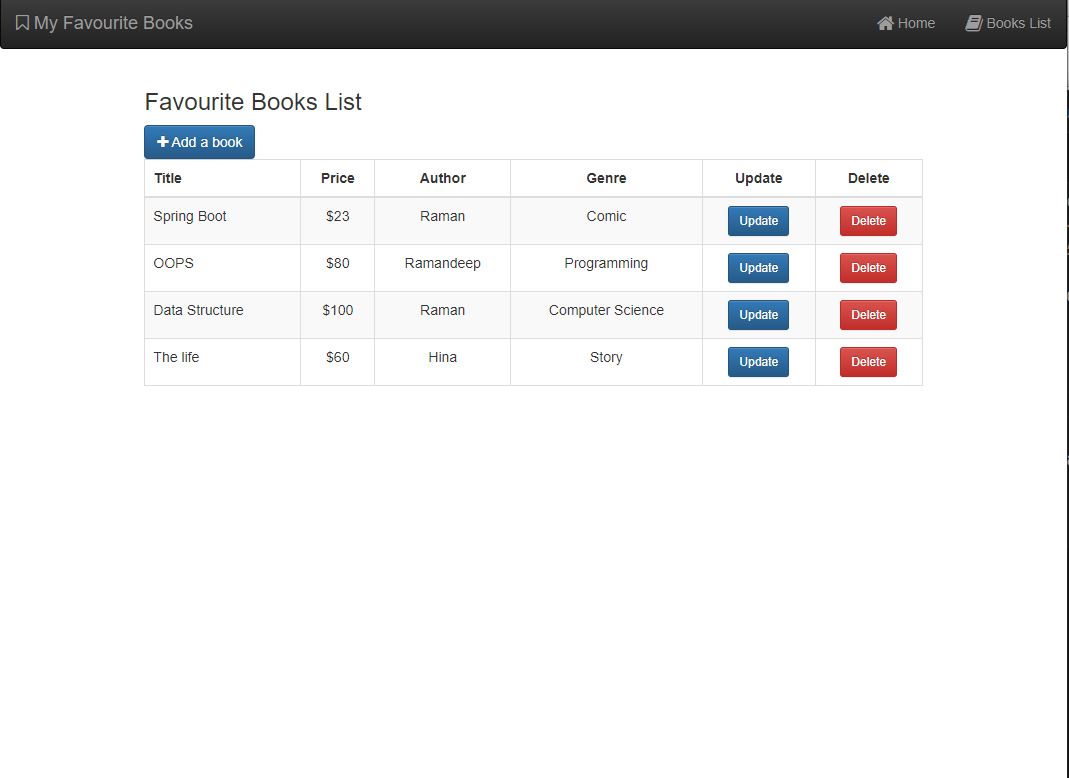 My Favourite Books Home Books List
Favourite Books List
Add a book
Title Price Author Genre Update Delete
Spring Boot $23 Raman Comic Update Delete
OOPS $80 Ramandeep Programming Update Delete
Data Structure $100 Raman Computer Science Update Delete
The life $60 Hina Story Update Delete